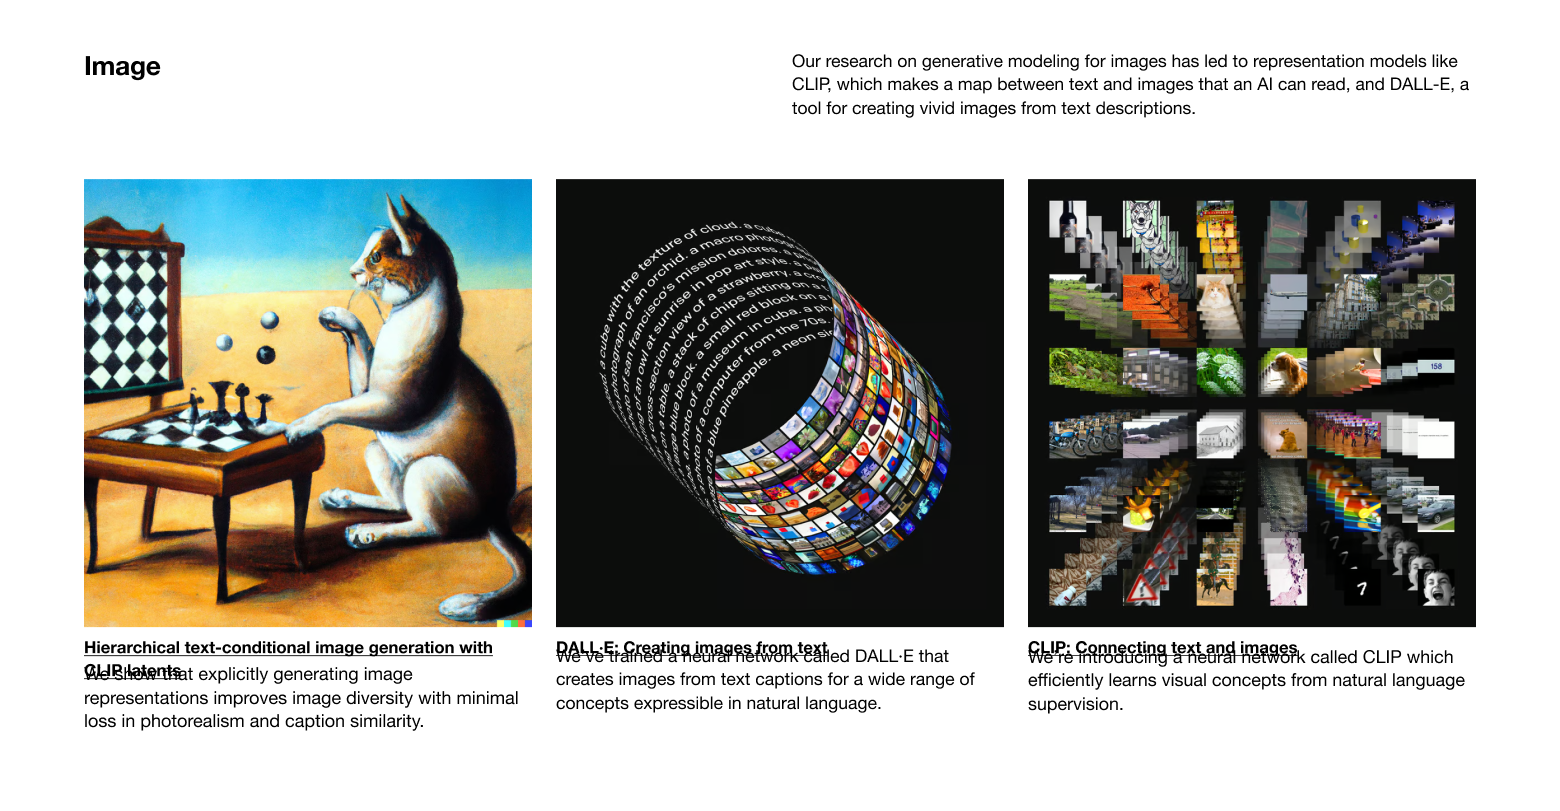 Image
Our research on generative modeling for images has led to representation models like
CLIP, which makes a map between text and images that an AI can read, and DALL-E, a
tool for creating vivid images from text descriptions.
a cube with the texture of cloud. a cube
photograph of an orchid. a macro photog
of san francisco's mission dolores.
an owl at sunrise in pop art style.
cross-section view of a strawberry. a cro
a table. a stack of chips sitting on a
blue block. a small red block on a
a photo of a museum in cuba. a ph
of a computer from the 70s.
of a blue pineapple. a neon si
158
7
Hierarchical text-conditional image generation with
CLIP latents
We show that explicitly generating image
representations improves image diversity with minimal
loss in photorealism and caption similarity.
DALL·E: Creating images from text
We've trained a neural network called DALL·E that
creates images from text captions for a wide range of
concepts expressible in natural language.
CLIP: Connecting text and images
We're introducing a neural network called CLIP which
efficiently learns visual concepts from natural language
supervision.